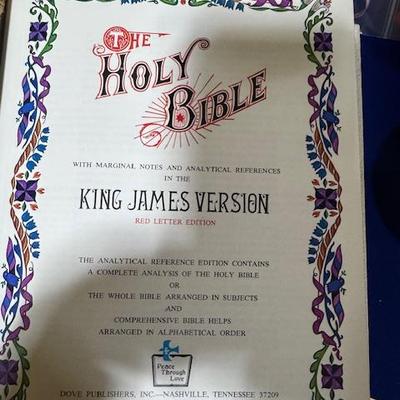 THE
HOLY
BIBLE
WITH MARGINAL NOTES AND ANALYTICAL REFERENCES
IN THE
KING JAMES VERSION
RED LETTER EDITION
THE ANALYTICAL REFERENCE EDITION CONTAINS
A COMPLETE ANALYSIS OF THE HOLY BIBLE
OR
THE WHOLE BIBLE ARRANGED IN SUBJECTS
AND
COMPREHENSIVE BIBLE HELPS
ARRANGED IN ALPHABETICAL ORDER
Peace
Through
Love
DOVE PUBLISHERS, INC.—NASHVILLE, TENNESSEE 37209